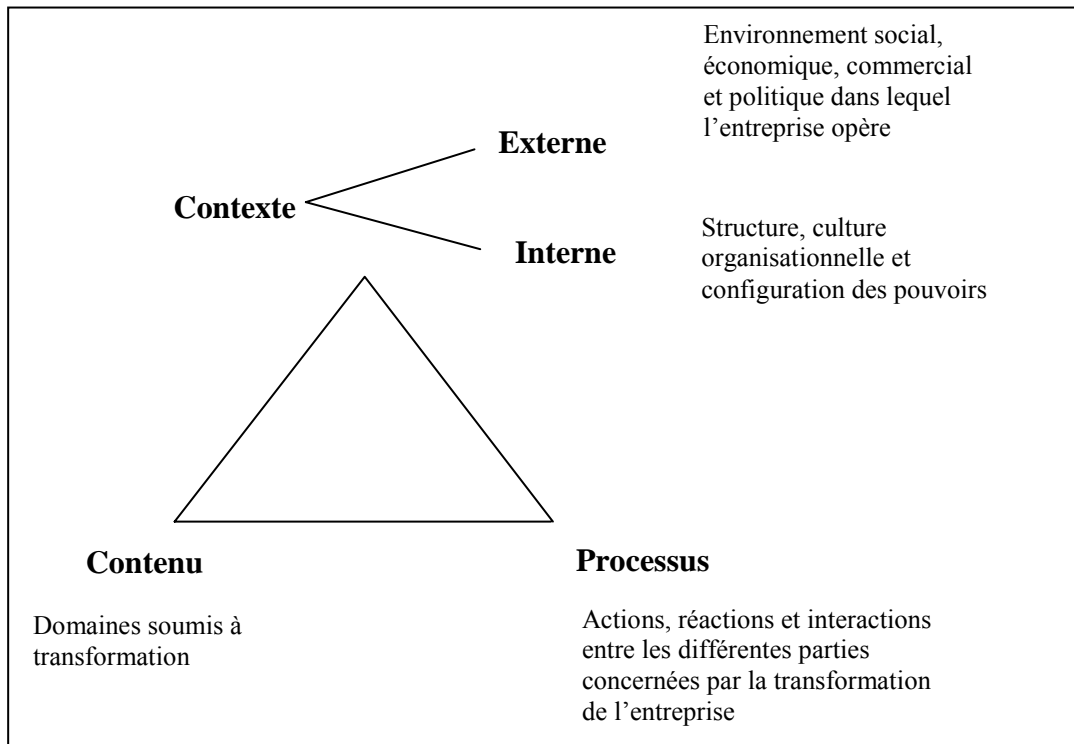 Environnement social,
économique, commercial
et politique dans lequel
l’entreprise opère
Externe
Contexte
Interne
Structure, culture
organisationnelle et
configuration des pouvoirs
Contenu
Domaines soumis à
transformation
Processus
Actions, réactions et interactions
entre les différentes parties
concernées par la transformation
de l’entreprise